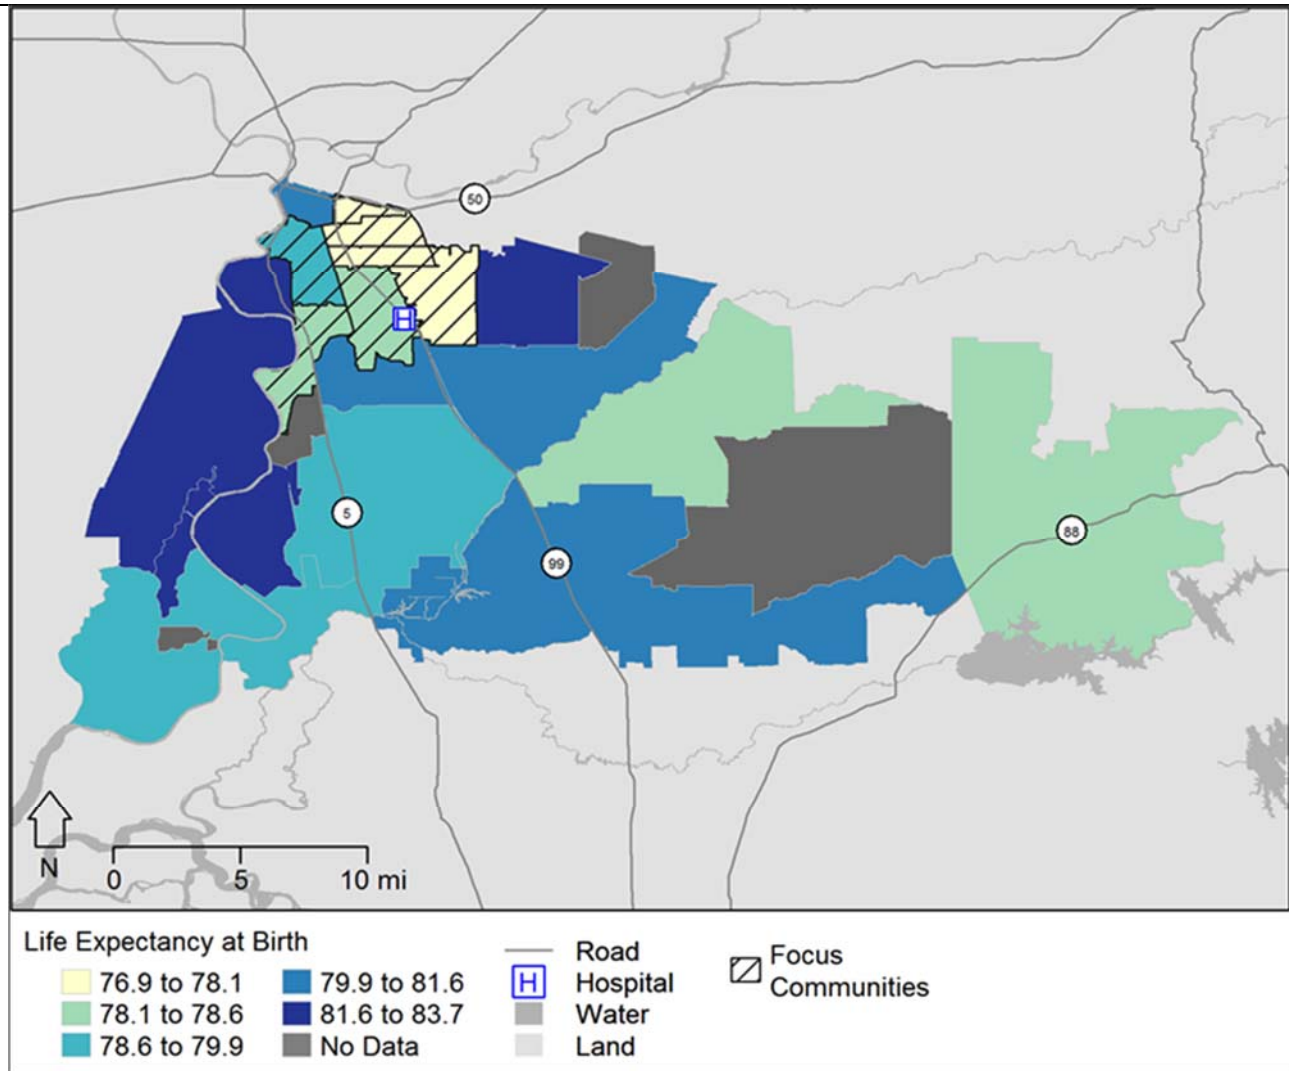 50
H
5
88
99
N
0 5 10 mi
Life Expectancy at Birth
76.9 to 78.1
78.1 to 78.6
78.6 to 79.9
79.9 to 81.6
81.6 to 83.7
No Data
Road
H Hospital
Water
Land
Focus
Communities